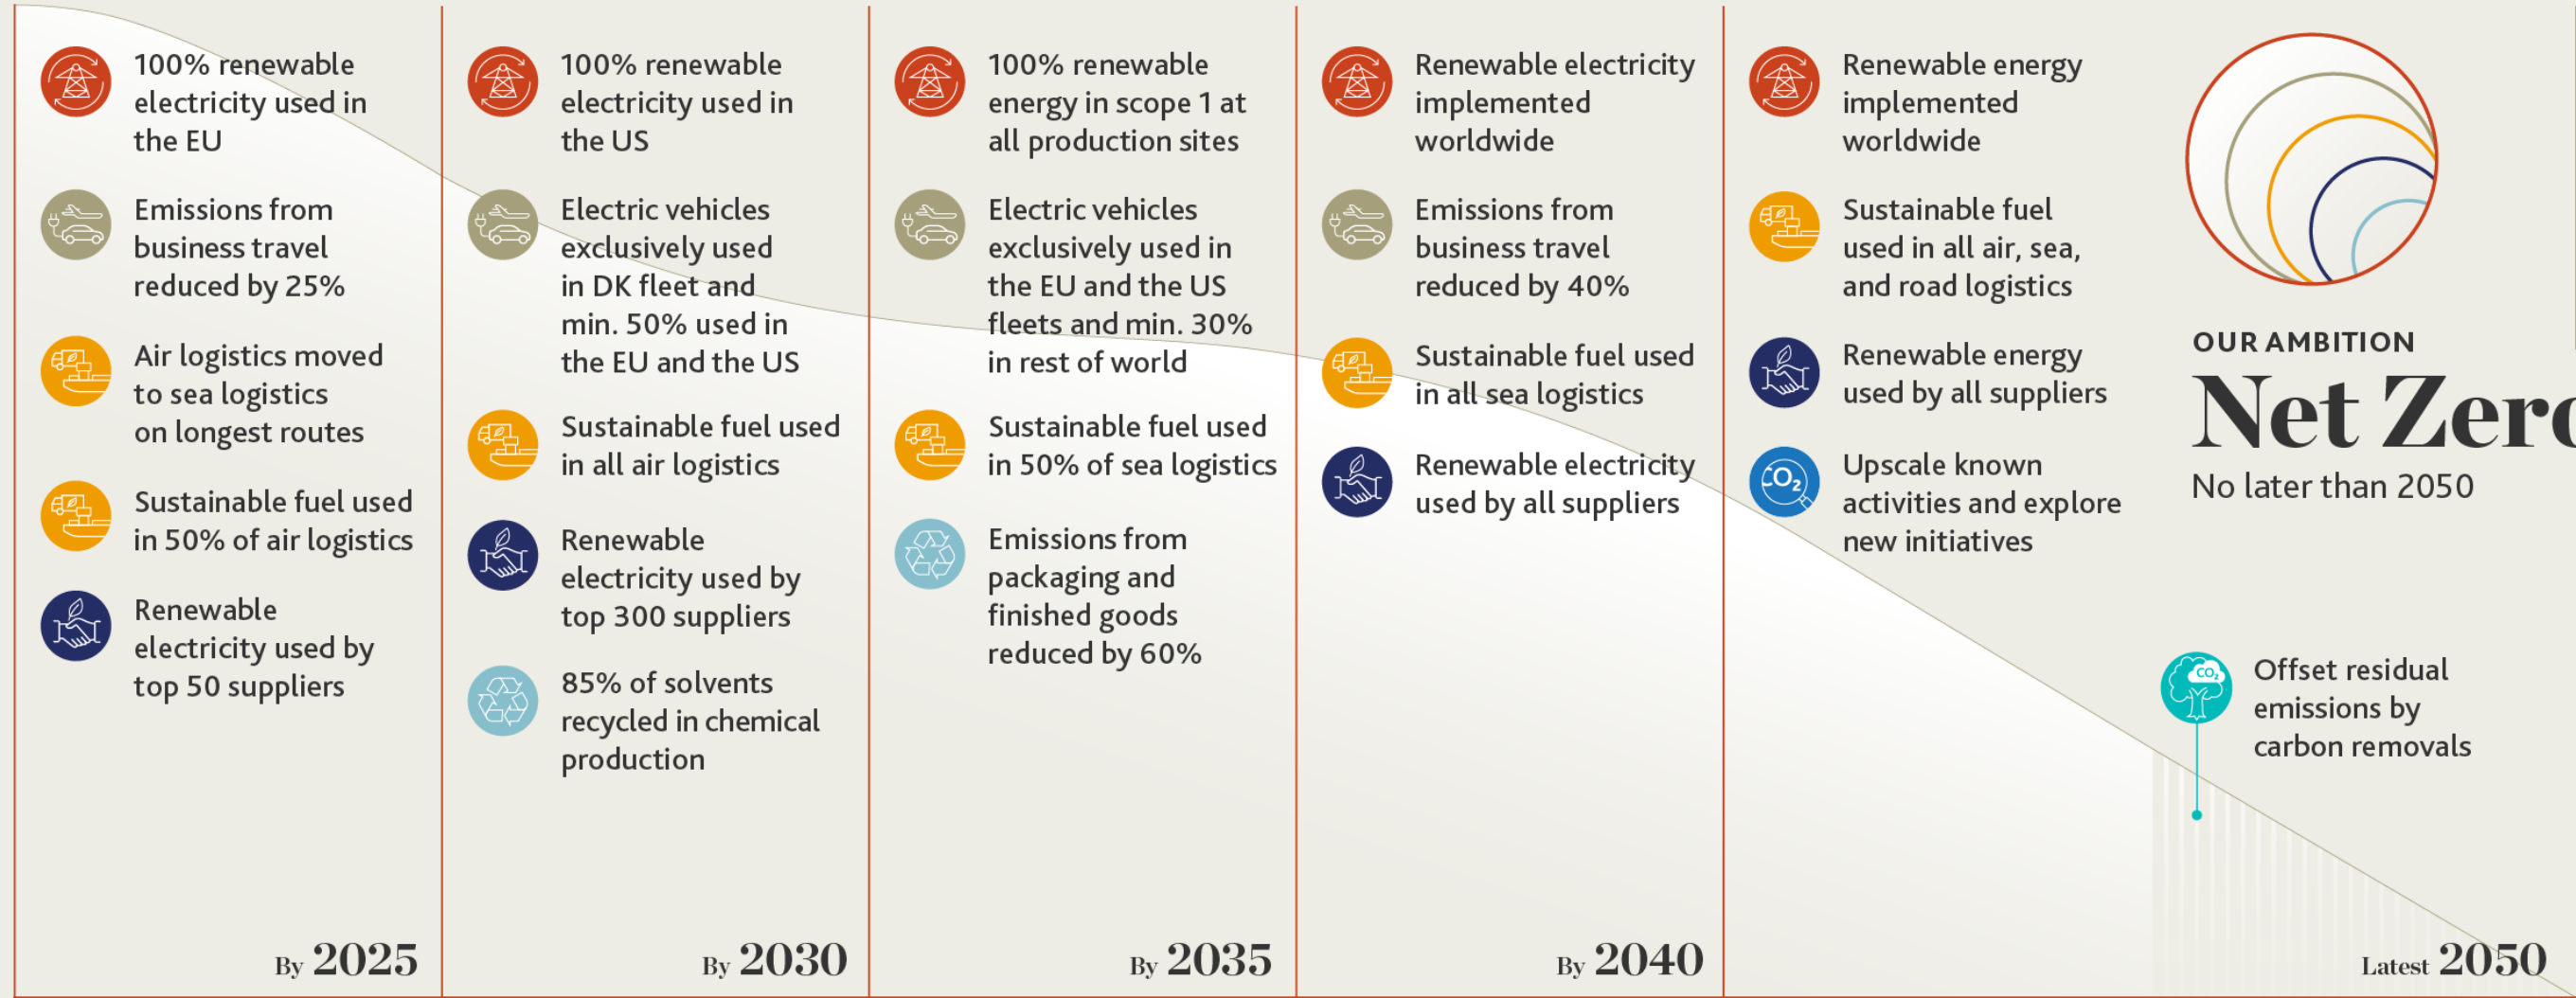 100% renewable
electricity used in
the EU
Emissions from
business travel
reduced by 25%
Air logistics moved
to sea logistics
on longest routes
Sustainable fuel used
in 50% of air logistics
Renewable
electricity used by
top 50 suppliers
By 2025
100% renewable
electricity used in
the US
Electric vehicles
exclusively used
in DK fleet and
min. 50% used in
the EU and the US
Sustainable fuel used
in all air logistics
Renewable
electricity used by
top 300 suppliers
85% of solvents
recycled in chemical
production
By 2030
100% renewable
energy in scope 1 at
all production sites
Electric vehicles
exclusively used in
the EU and the US
fleets and min. 30%
in rest of world
Sustainable fuel used
in 50% of sea logistics
Emissions from
packaging and
finished goods
reduced by 60%
By 2035
Renewable electricity
implemented
worldwide
Emissions from
business travel
reduced by 40%
Sustainable fuel used
in all sea logistics
Renewable electricity
used by all suppliers
By 2040
Renewable energy
implemented
worldwide
Sustainable fuel
used in all air, sea,
and road logistics
Renewable energy
used by all suppliers
CO₂
Upscale known
activities and explore
new initiatives
OUR AMBITION
Net Zero
No later than 2050
CO₂
Offset residual
emissions by
carbon removals
Latest 2050